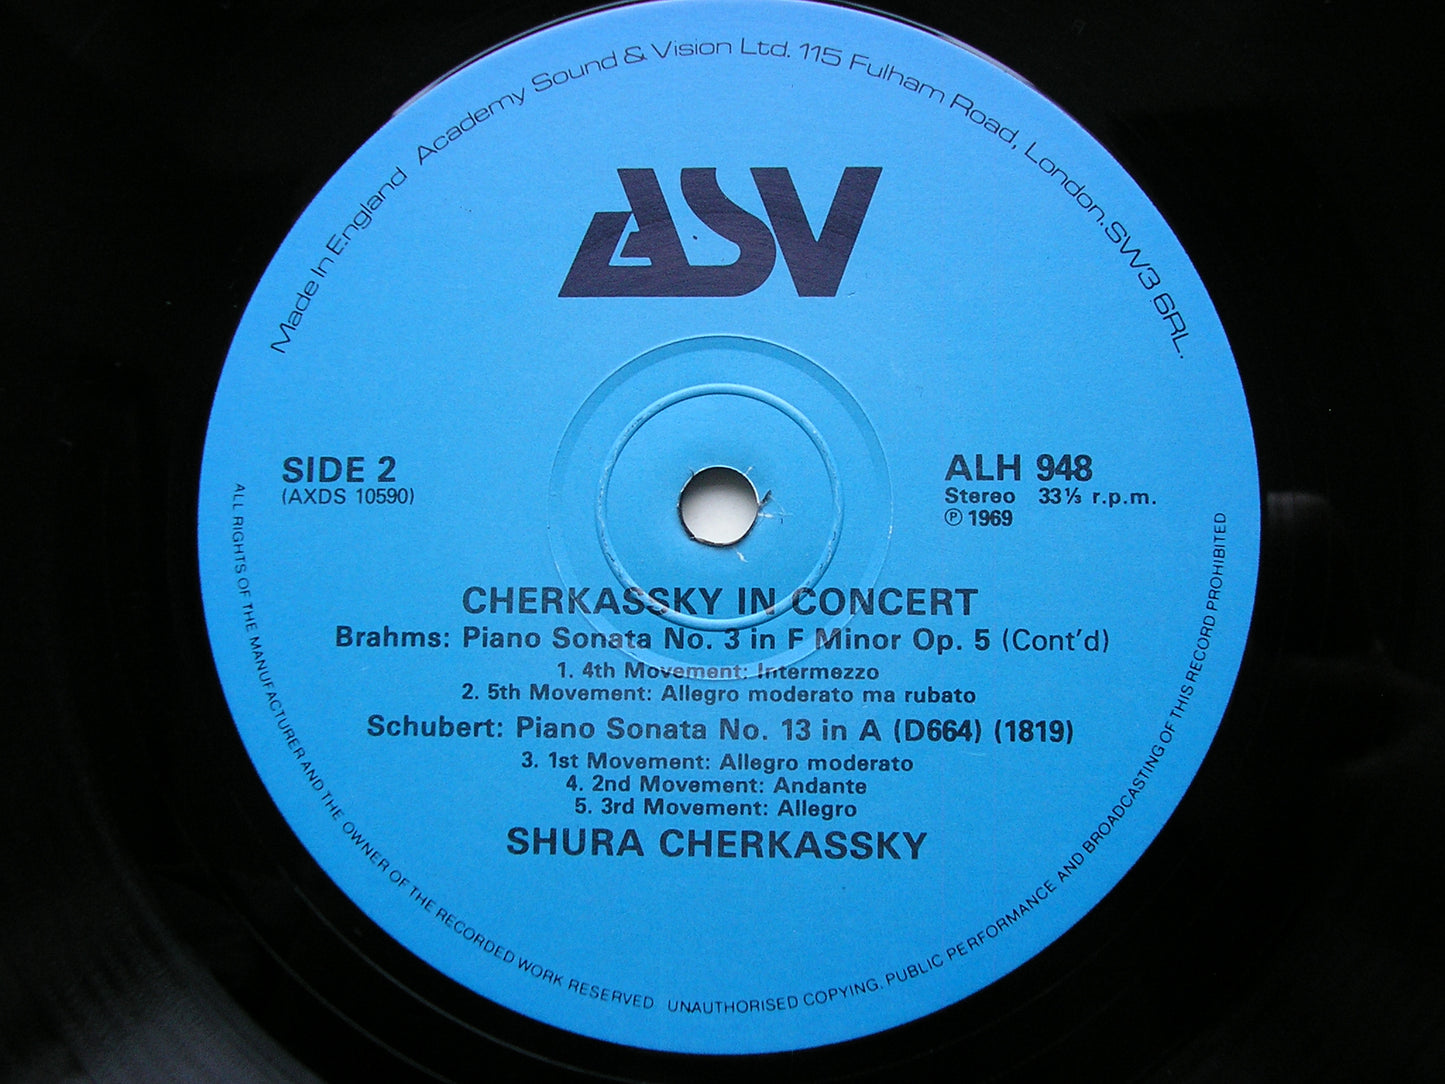 Made In England Academy Sound & Vision Ltd. 115 Fulham Road, London. SW3 6RL.
ASV
SIDE 2
(AXDS 10590)
ALH 948
Stereo 33⅓ r.p.m.
℗ 1969
CHERKASSKY IN CONCERT
Brahms: Piano Sonata No. 3 in F Minor Op. 5 (Cont'd)
1. 4th Movement: Intermezzo
2. 5th Movement: Allegro moderato ma rubato
Schubert: Piano Sonata No. 13 in A (D664) (1819)
3. 1st Movement: Allegro moderato
4. 2nd Movement: Andante
5. 3rd Movement: Allegro
SHURA CHERKASSKY
ALL RIGHTS OF THE MANUFACTURER AND THE OWNER OF THE RECORDED WORK RESERVED UNAUTHORISED COPYING. PUBLIC PERFORMANCE AND BROADCASTING OF THIS RECORD PROHIBITED